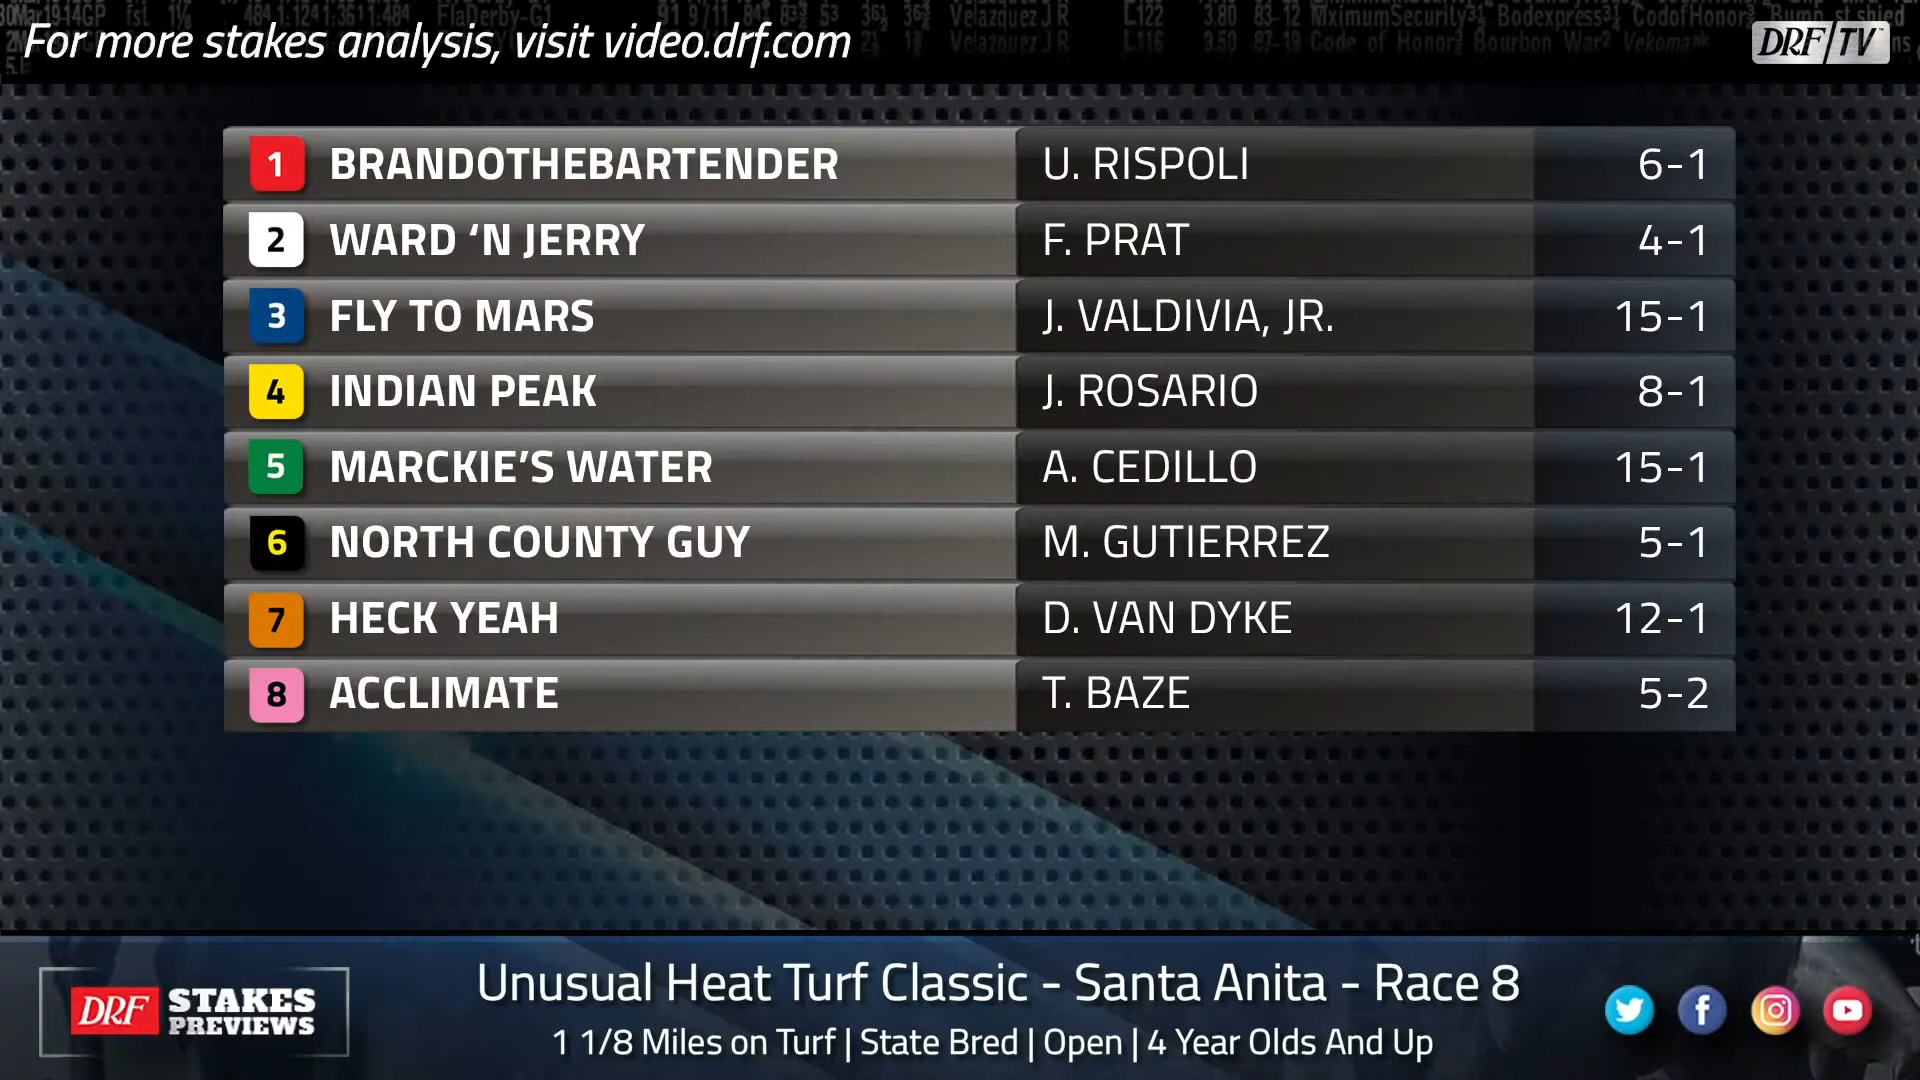 For more stakes analysis, visit video.drf.com
DRF/TV
1 BRANDOTHEBARTENDER U. RISPOLI 6-1
2 WARD ‘N JERRY F. PRAT 4-1
3 FLY TO MARS J. VALDIVIA, JR. 15-1
4 INDIAN PEAK J. ROSARIO 8-1
5 MARCKIE’S WATER A. CEDILLO 15-1
6 NORTH COUNTY GUY M. GUTIERREZ 5-1
7 HECK YEAH D. VAN DYKE 12-1
8 ACCLIMATE T. BAZE 5-2
DRF STAKES
PREVIEWS
Unusual Heat Turf Classic - Santa Anita - Race 8
1 1/8 Miles on Turf | State Bred | Open | 4 Year Olds And Up